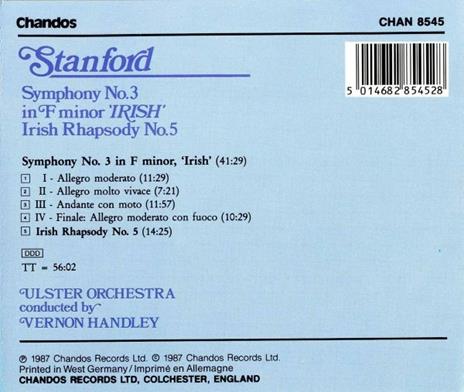 Chandos CHAN 8545
Stanford
Symphony No.3
in F minor 'IRISH'
Irish Rhapsody No.5
5 014682 854528
Symphony No. 3 in F minor, 'Irish' (41:29)
1 I - Allegro moderato (11:29)
2 II - Allegro molto vivace (7:21)
3 III - Andante con moto (11:57)
4 IV - Finale: Allegro moderato con fuoco (10:29)
5 Irish Rhapsody No. 5 (14:25)
DDD
TT = 56:02
ULSTER ORCHESTRA
conducted by
VERNON HANDLEY
℗ 1987 Chandos Records Ltd. © 1987 Chandos Records Ltd.
Printed in West Germany / Imprimé en Allemagne
CHANDOS RECORDS LTD, COLCHESTER, ENGLAND